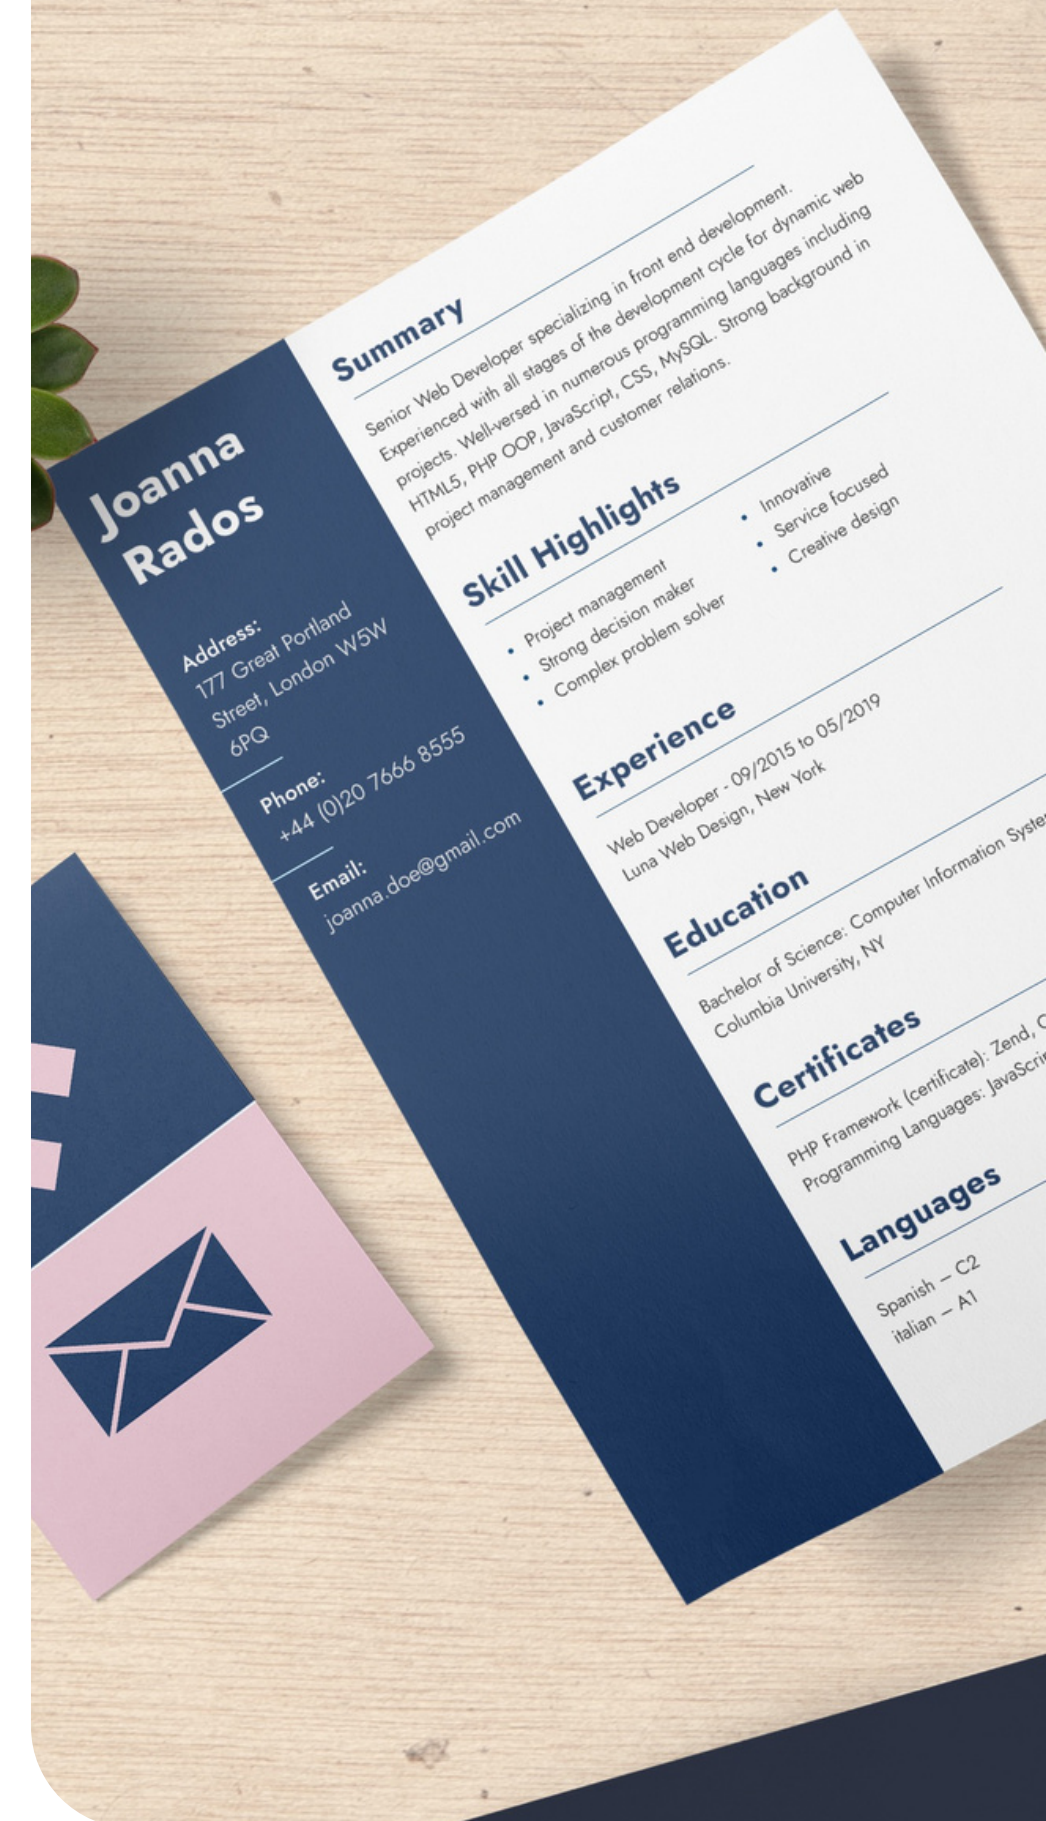 Joanna
Rados
Address:
177 Great Portland
Street, London W5W
6PQ
Phone:
+44 (0)20 7666 8555
Email:
joanna.doe@gmail.com
Summary
Senior Web Developer specializing in front end development.
Experienced with all stages of the development cycle for dynamic web
projects. Well-versed in numerous programming languages including
HTML5, PHP OOP, JavaScript, CSS, MySQL. Strong background in
project management and customer relations.
Skill Highlights
• Project management
• Strong decision maker
• Complex problem solver
• Innovative
• Service focused
• Creative design
Experience
Web Developer - 09/2015 to 05/2019
Luna Web Design, New York
Education
Bachelor of Science: Computer Information
Columbia University, NY
Certificates
PHP Framework (certificate): Zend,
Programming Languages:
Languages
Spanish – C2
italian – A1